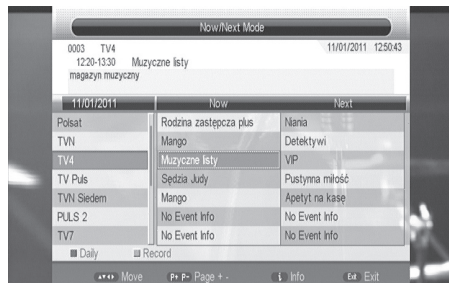 Now/Next Mode
0003 TV4 11/01/2011 12:50:43
12:20-13:30 Muzyczne listy
magazyn muzyczny
11/01/2011 Now Next
Polsat Rodzina zastępcza plus Niania
TVN Mango Detektywi
TV4 Muzyczne listy VIP
TV Puls Sędzia Judy Pustynna miłość
TVN Siedem Mango Apetyt na kasę
PULS 2 No Event Info No Event Info
TV7 No Event Info No Event Info
Daily Record
Move P+ P- Page + - i Info Exit Exit